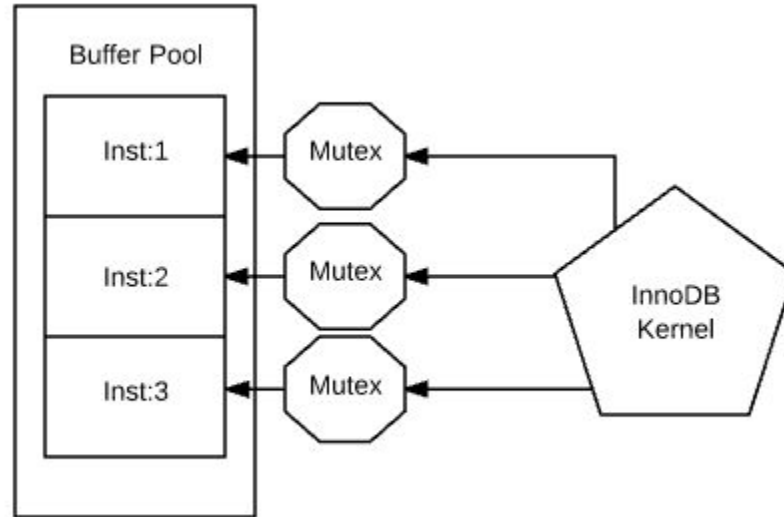 Buffer Pool
Inst:1
Mutex
Inst:2
Mutex
InnoDB
Kernel
Inst:3
Mutex